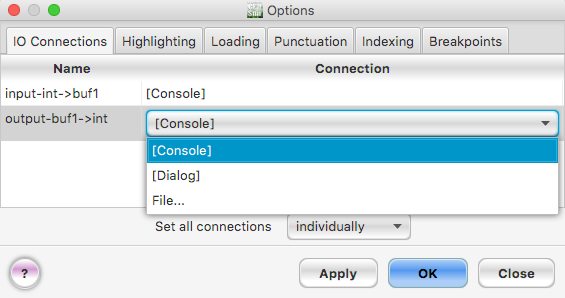 Options
IO Connections Highlighting Loading Punctuation Indexing Breakpoints
Name Connection
input-int->buf1 [Console]
output-buf1->int [Console]
[Console]
[Dialog]
File...
Set all connections individually
? Apply OK Close